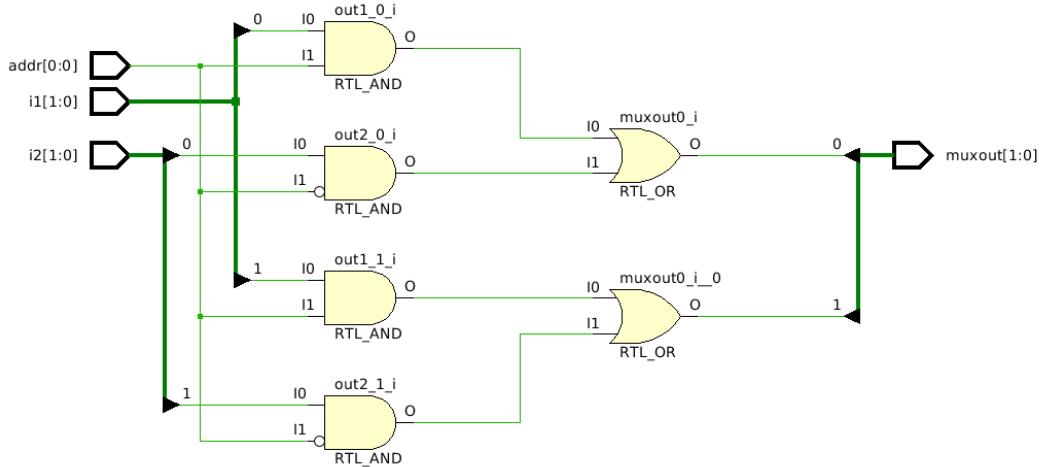 out1_0_i
0
I0
O
I1
RTL_AND
addr[0:0]
i1[1:0]
i2[1:0]
out2_0_i
0
I0
O
I1
RTL_AND
muxout0_i
I0
O
I1
RTL_OR
0
muxout[1:0]
out1_1_i
1
I0
O
I1
RTL_AND
muxout0_i__0
I0
O
I1
RTL_OR
1
out2_1_i
1
I0
O
I1
RTL_AND